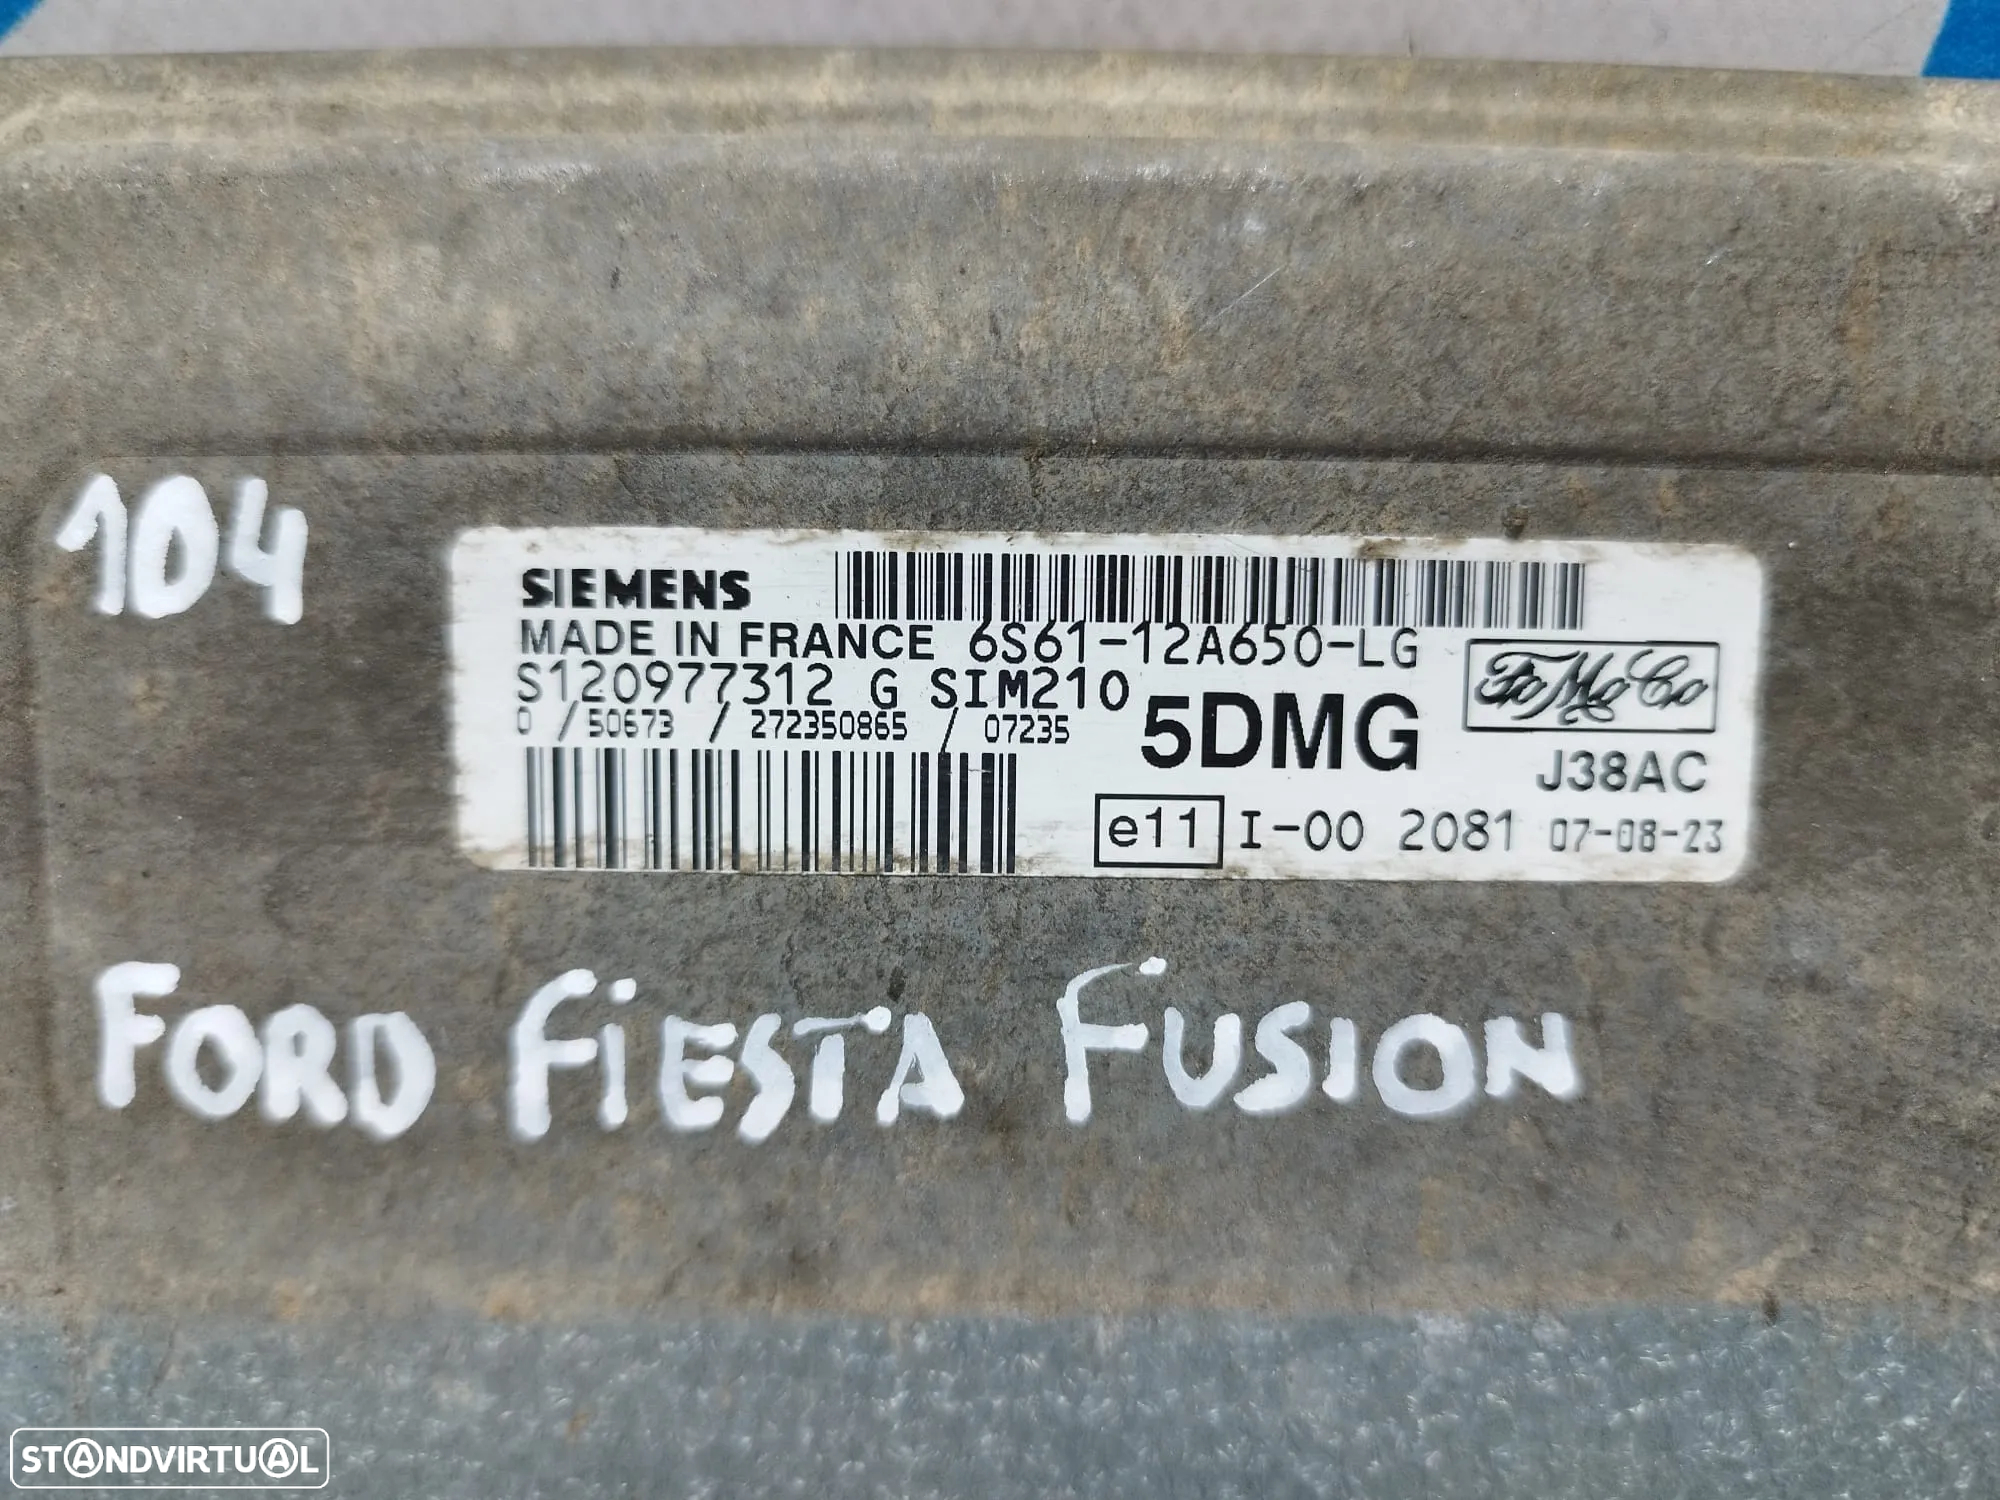 104
SIEMENS
MADE IN FRANCE 6S61-12A650-LG
S120977312 G SIM210
0 / 50673 / 272350865 / 07235
5DMG
FoMoCo
J38AC
e11 I-00 2081 07-08-23
FORD FiESTA FUSION
STANDVIRTUAL